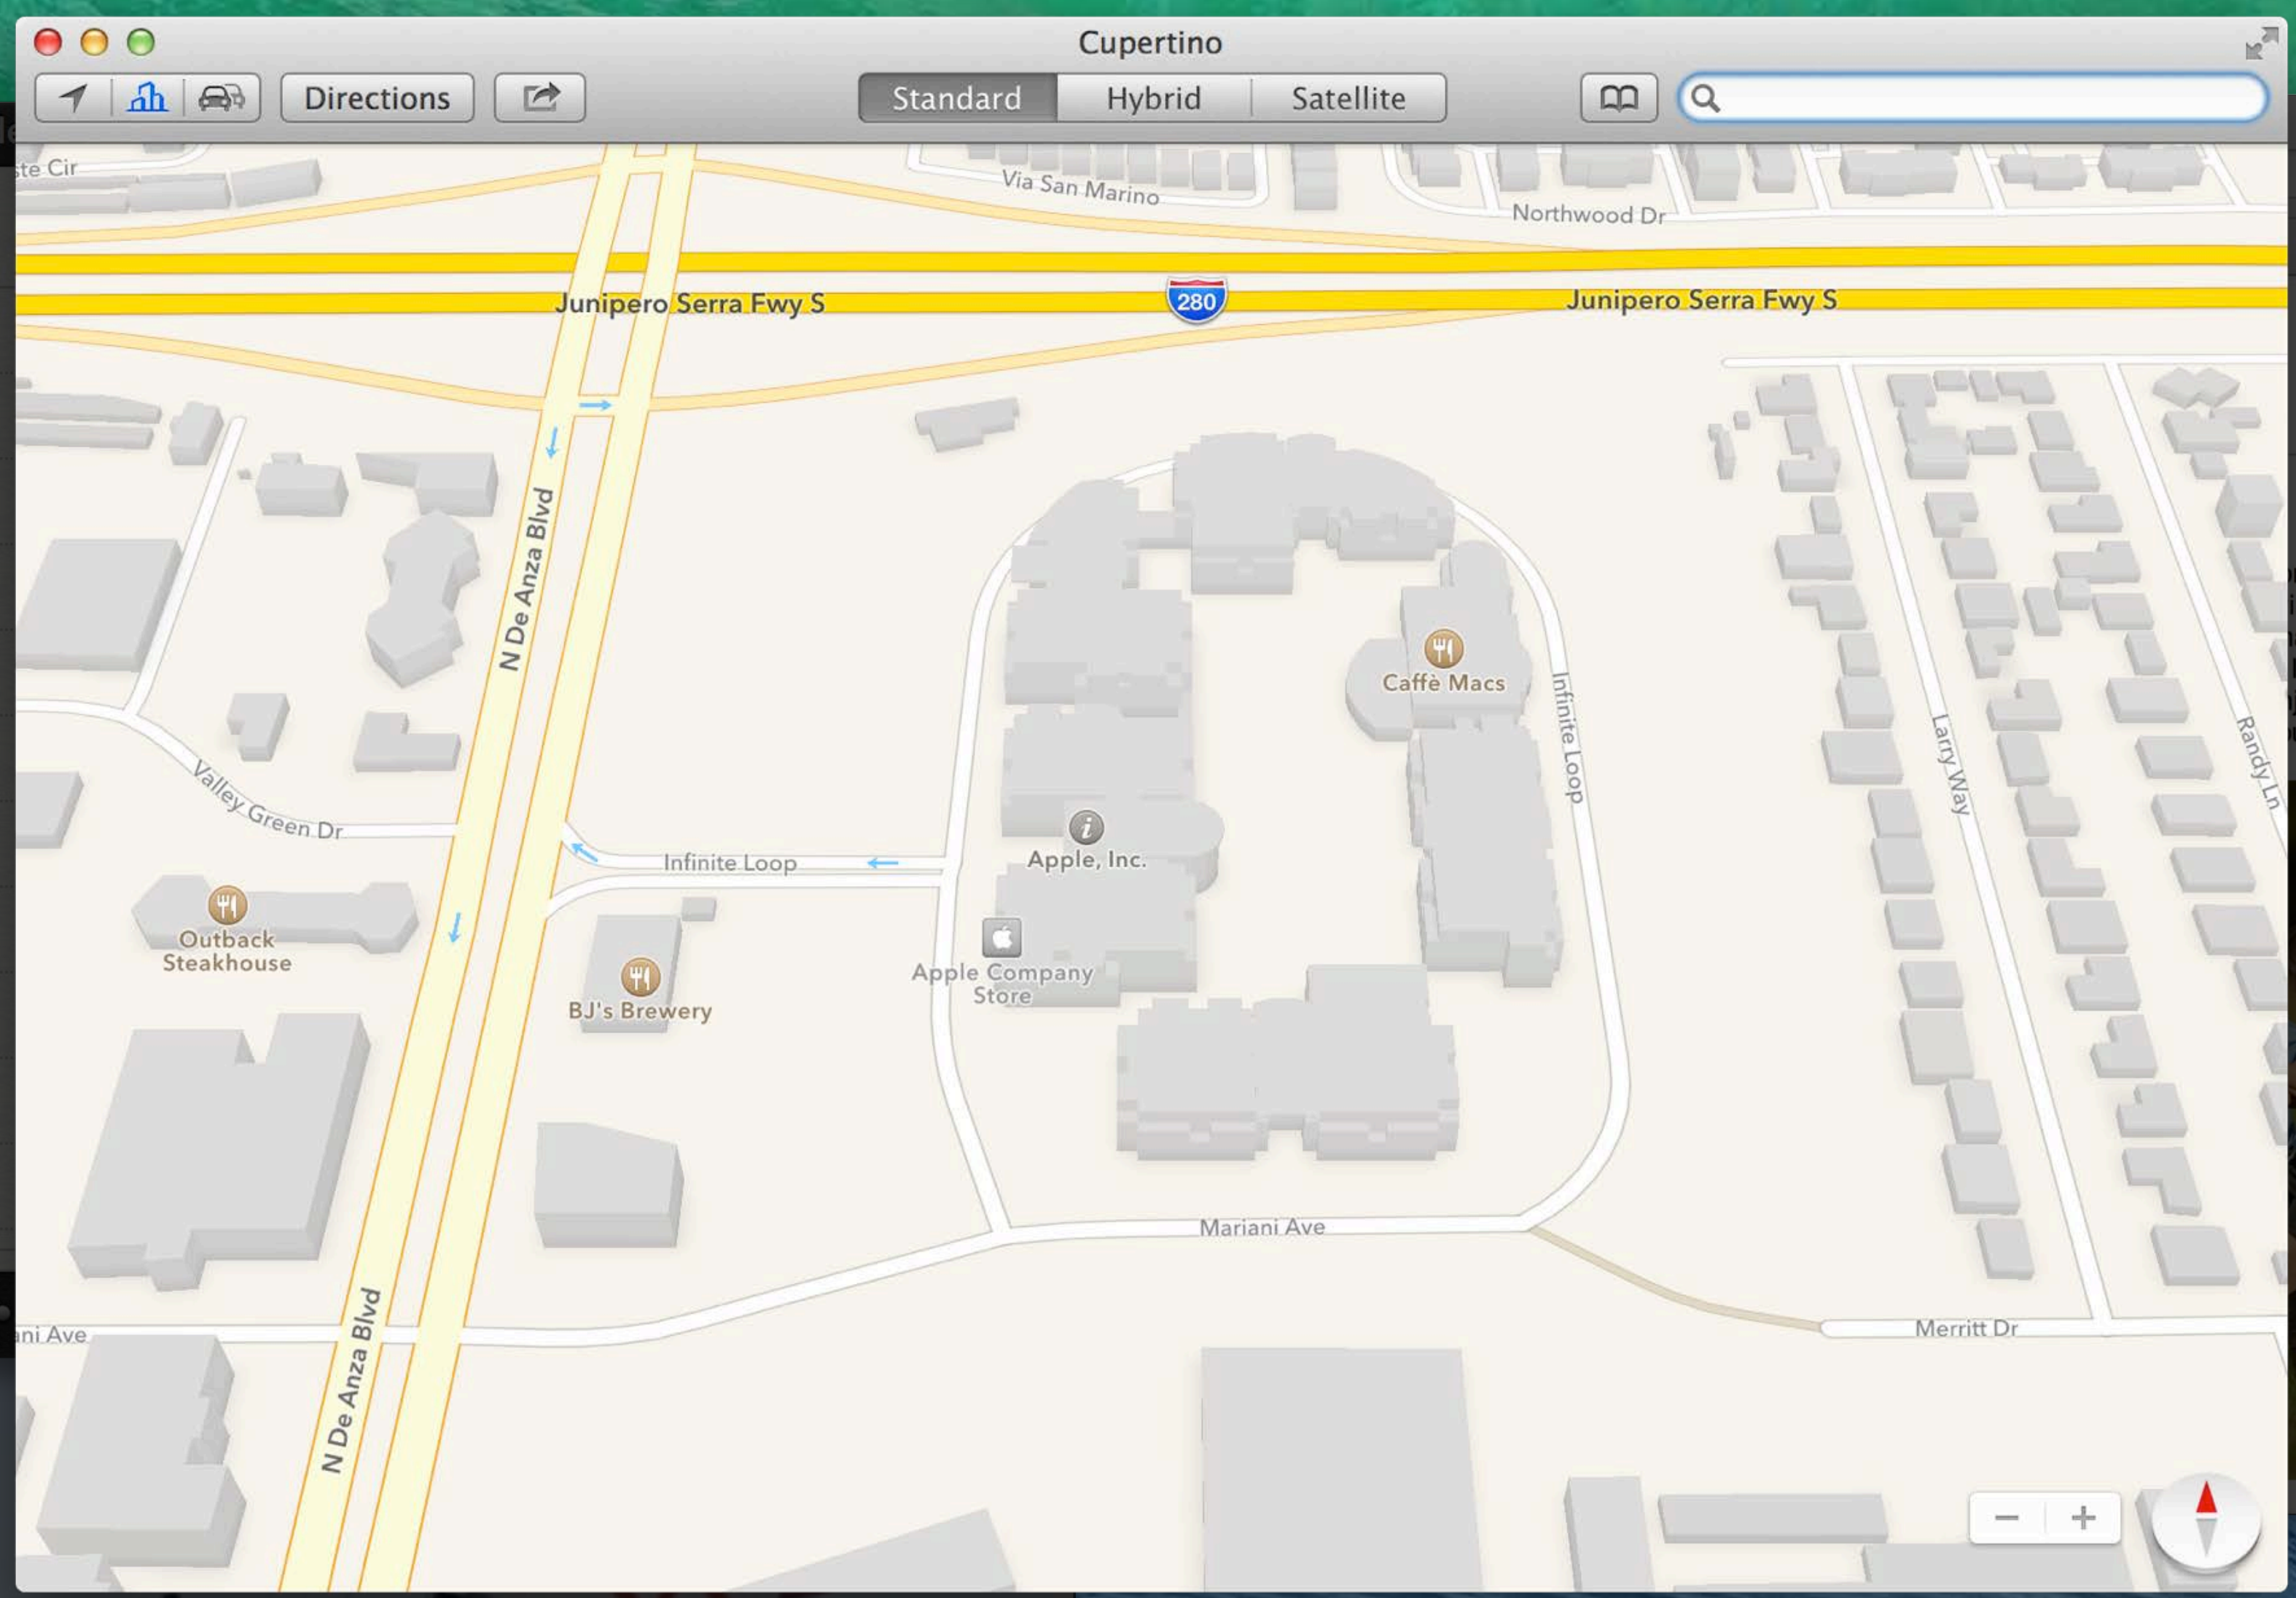 Cupertino
Directions
Standard
Hybrid
Satellite
ste Cir
Via San Marino
Northwood Dr
Junipero Serra Fwy S
280
Junipero Serra Fwy S
N De Anza Blvd
Caffè Macs
Infinite Loop
Larry Way
Randy Ln
Valley Green Dr
Infinite Loop
Apple, Inc.
Outback
Steakhouse
BJ's Brewery
Apple Company
Store
Mariani Ave
N De Anza Blvd
ani Ave
Merritt Dr